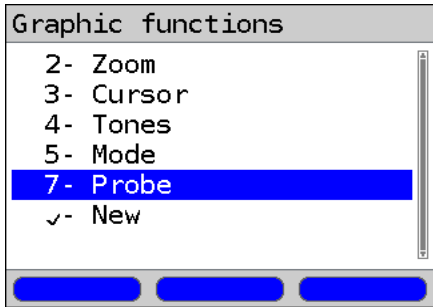 Graphic functions
2- Zoom
3- Cursor
4- Tones
5- Mode
7- Probe
✓- New